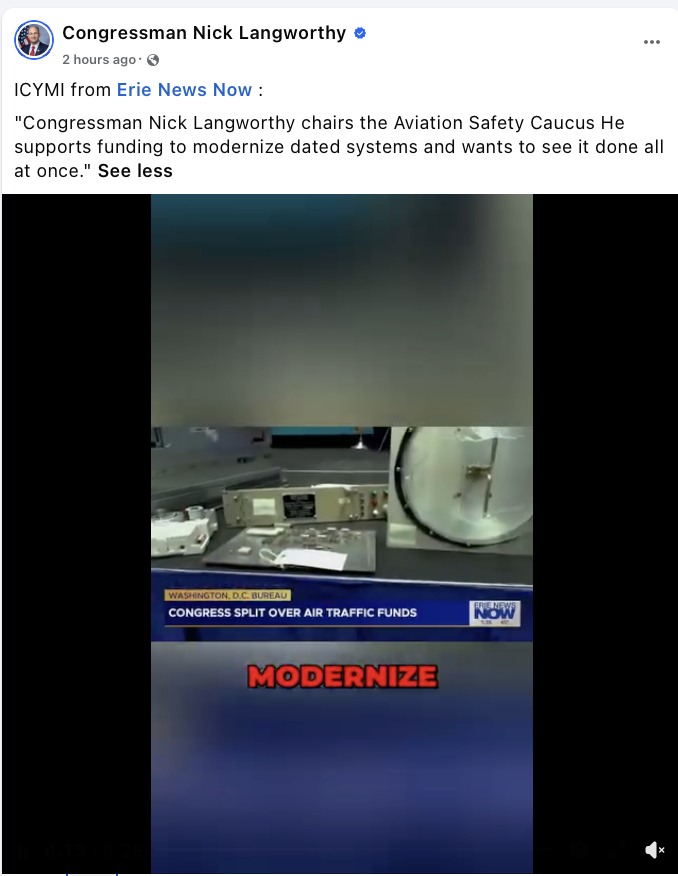 Congressman Nick Langworthy
2 hours ago ·
ICYMI from Erie News Now :
"Congressman Nick Langworthy chairs the Aviation Safety Caucus He
supports funding to modernize dated systems and wants to see it done all
at once." See less
WASHINGTON, D.C. BUREAU
CONGRESS SPLIT OVER AIR TRAFFIC FUNDS
ERIE NEWS
NOW
MODERNIZE